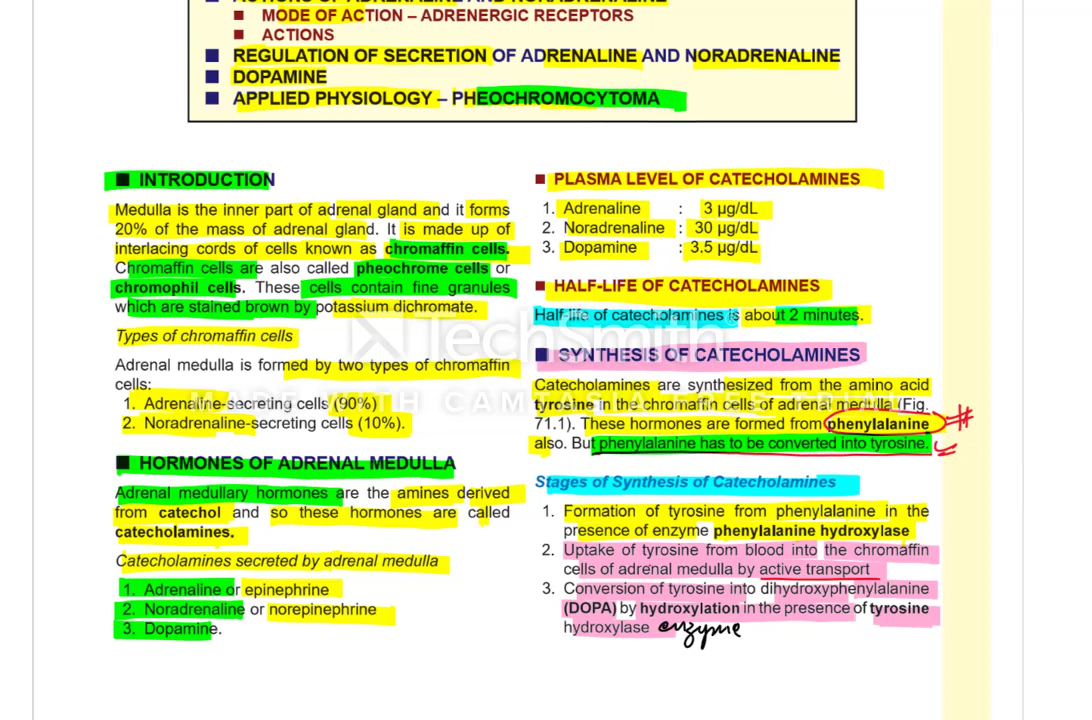 ACTIONS OF ADRENALINE AND NORADRENALINE
■ MODE OF ACTION – ADRENERGIC RECEPTORS
■ ACTIONS
■ REGULATION OF SECRETION OF ADRENALINE AND NORADRENALINE
■ DOPAMINE
■ APPLIED PHYSIOLOGY – PHEOCHROMOCYTOMA
■ INTRODUCTION
Medulla is the inner part of adrenal gland and it forms
20% of the mass of adrenal gland. It is made up of
interlacing cords of cells known as chromaffin cells.
Chromaffin cells are also called pheochrome cells or
chromophil cells. These cells contain fine granules
which are stained brown by potassium dichromate.
Types of chromaffin cells
Adrenal medulla is formed by two types of chromaffin
cells:
1. Adrenaline-secreting cells (90%)
2. Noradrenaline-secreting cells (10%).
■ HORMONES OF ADRENAL MEDULLA
Adrenal medullary hormones are the amines derived
from catechol and so these hormones are called
catecholamines.
Catecholamines secreted by adrenal medulla
1. Adrenaline or epinephrine
2. Noradrenaline or norepinephrine
3. Dopamine.
■ PLASMA LEVEL OF CATECHOLAMINES
1. Adrenaline : 3 µg/dL
2. Noradrenaline : 30 µg/dL
3. Dopamine : 3.5 µg/dL
■ HALF-LIFE OF CATECHOLAMINES
Half-life of catecholamines is about 2 minutes.
■ SYNTHESIS OF CATECHOLAMINES
Catecholamines are synthesized from the amino acid
tyrosine in the chromaffin cells of adrenal medulla (Fig.
71.1). These hormones are formed from phenylalanine
also. But phenylalanine has to be converted into tyrosine.
Stages of Synthesis of Catecholamines
1. Formation of tyrosine from phenylalanine in the
presence of enzyme phenylalanine hydroxylase
2. Uptake of tyrosine from blood into the chromaffin
cells of adrenal medulla by active transport
3. Conversion of tyrosine into dihydroxyphenylalanine
(DOPA) by hydroxylation in the presence of tyrosine
hydroxylase enzyme
TechSmith
MADE WITH CAMTASIA FREE TRIAL